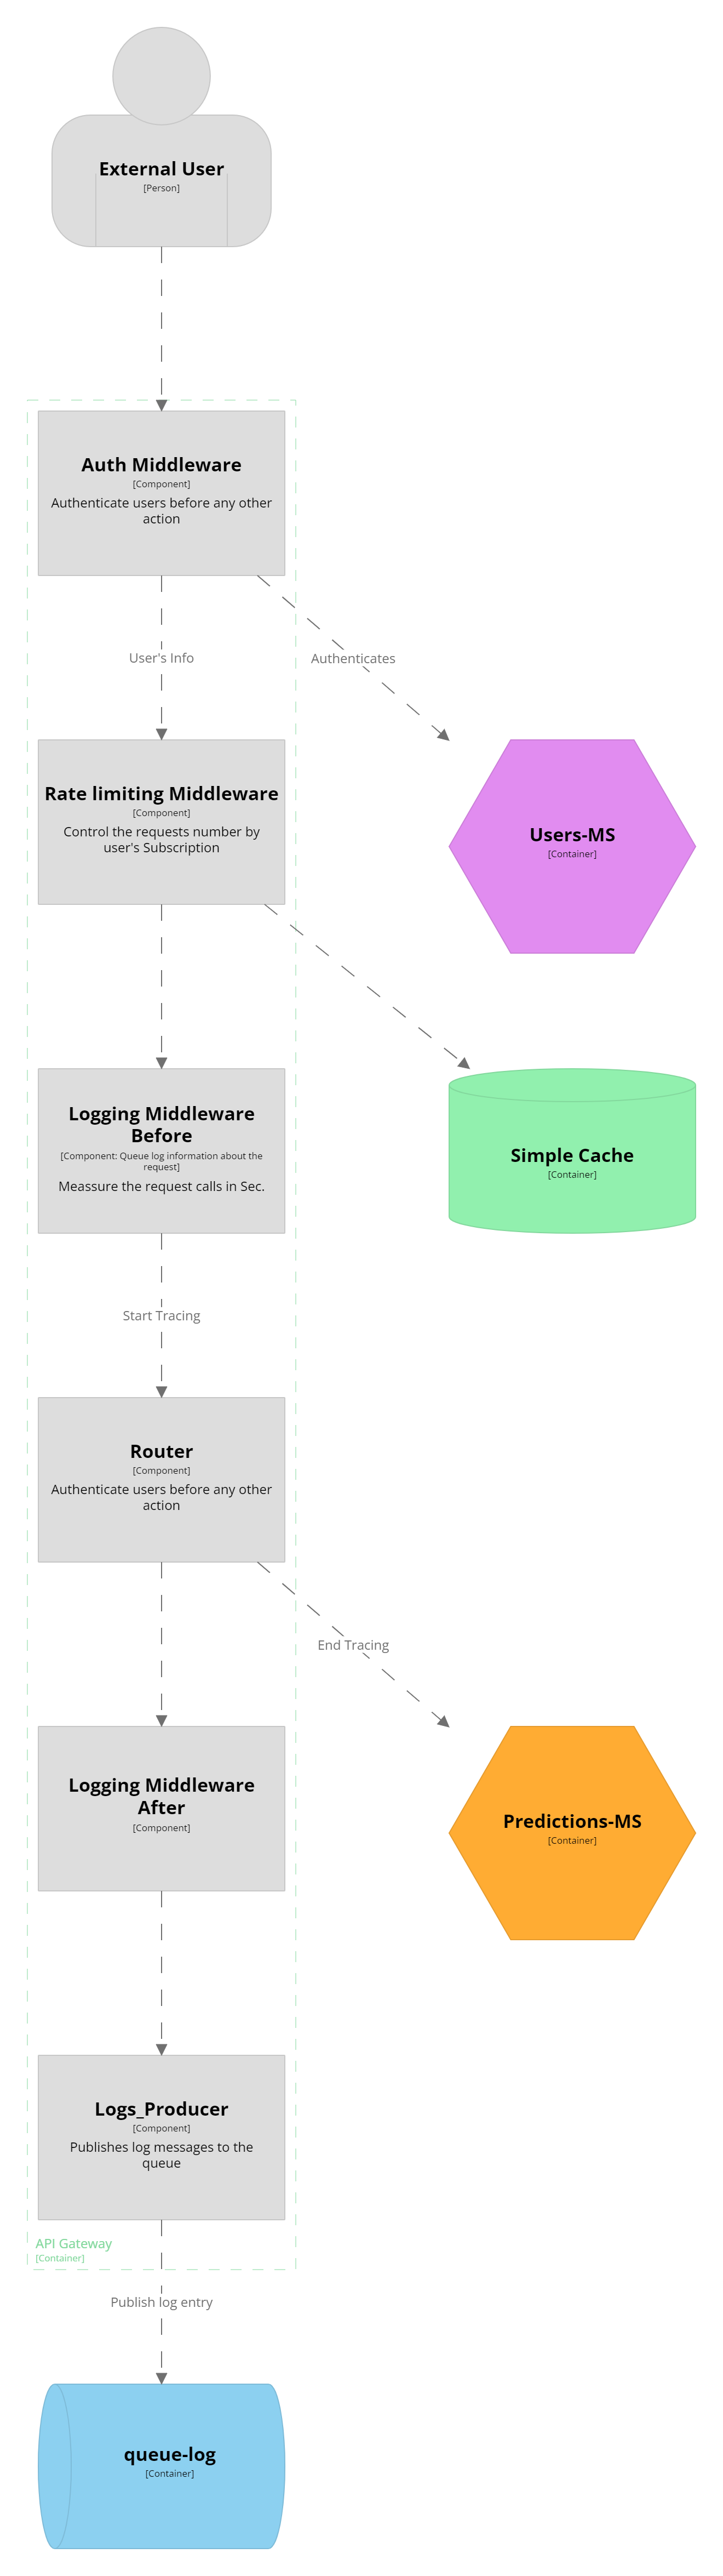 External User
[Person]
Auth Middleware
[Component]
Authenticate users before any other
action
User's Info
Authenticates
Rate limiting Middleware
[Component]
Control the requests number by
user's Subscription
Users-MS
[Container]
Logging Middleware
Before
[Component: Queue log information about the
request]
Meassure the request calls in Sec.
Simple Cache
[Container]
Start Tracing
Router
[Component]
Authenticate users before any other
action
End Tracing
Logging Middleware
After
[Component]
Predictions-MS
[Container]
Logs_Producer
[Component]
Publishes log messages to the
queue
API Gateway
[Container]
Publish log entry
queue-log
[Container]